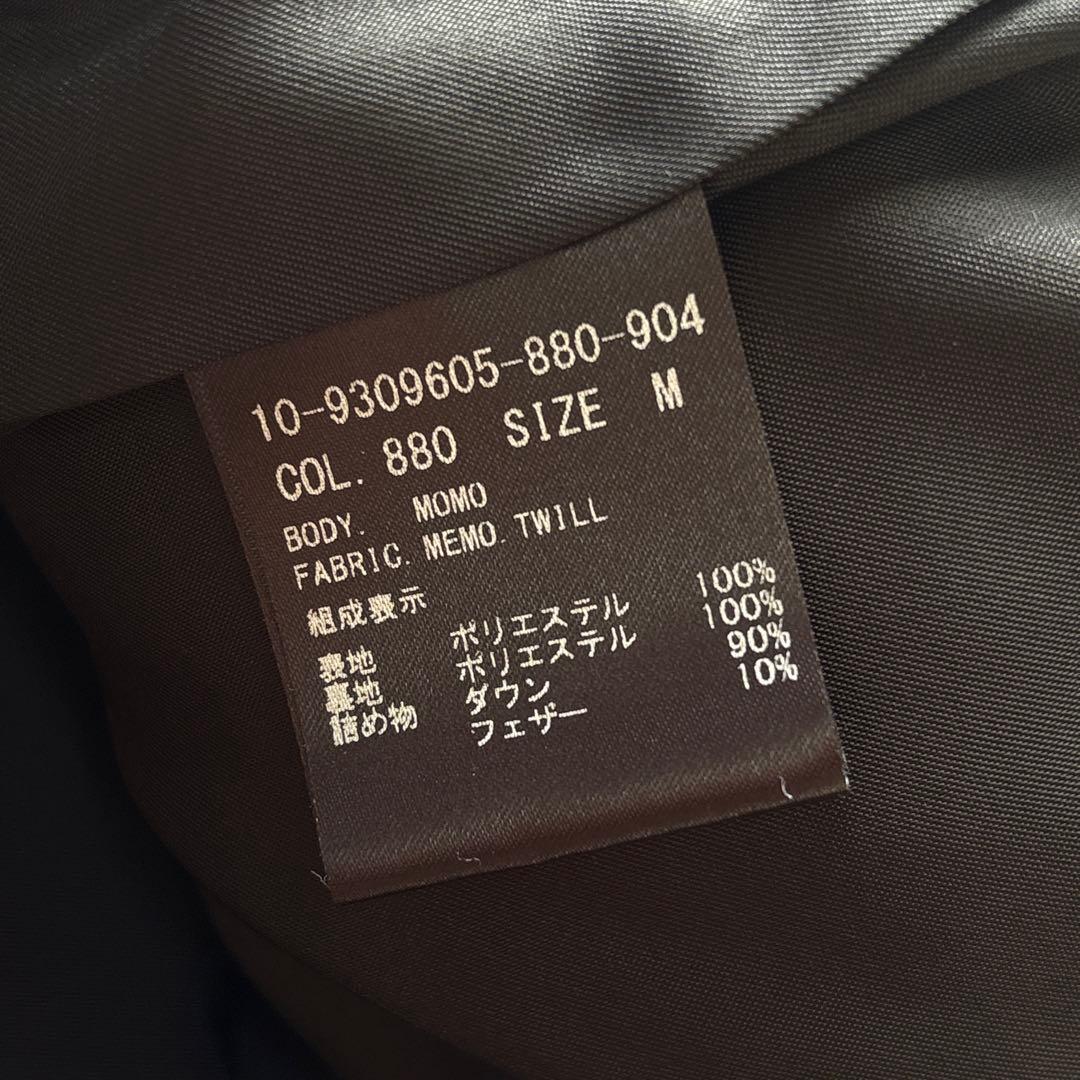 10-9309605-880-904
COL. 880 SIZE M
BODY. MOMO
FABRIC. MEMO. TWILL
組成表示
表地 ポリエステル 100%
裏地 ポリエステル 100%
詰め物 ダウン 90%
フェザー 10%